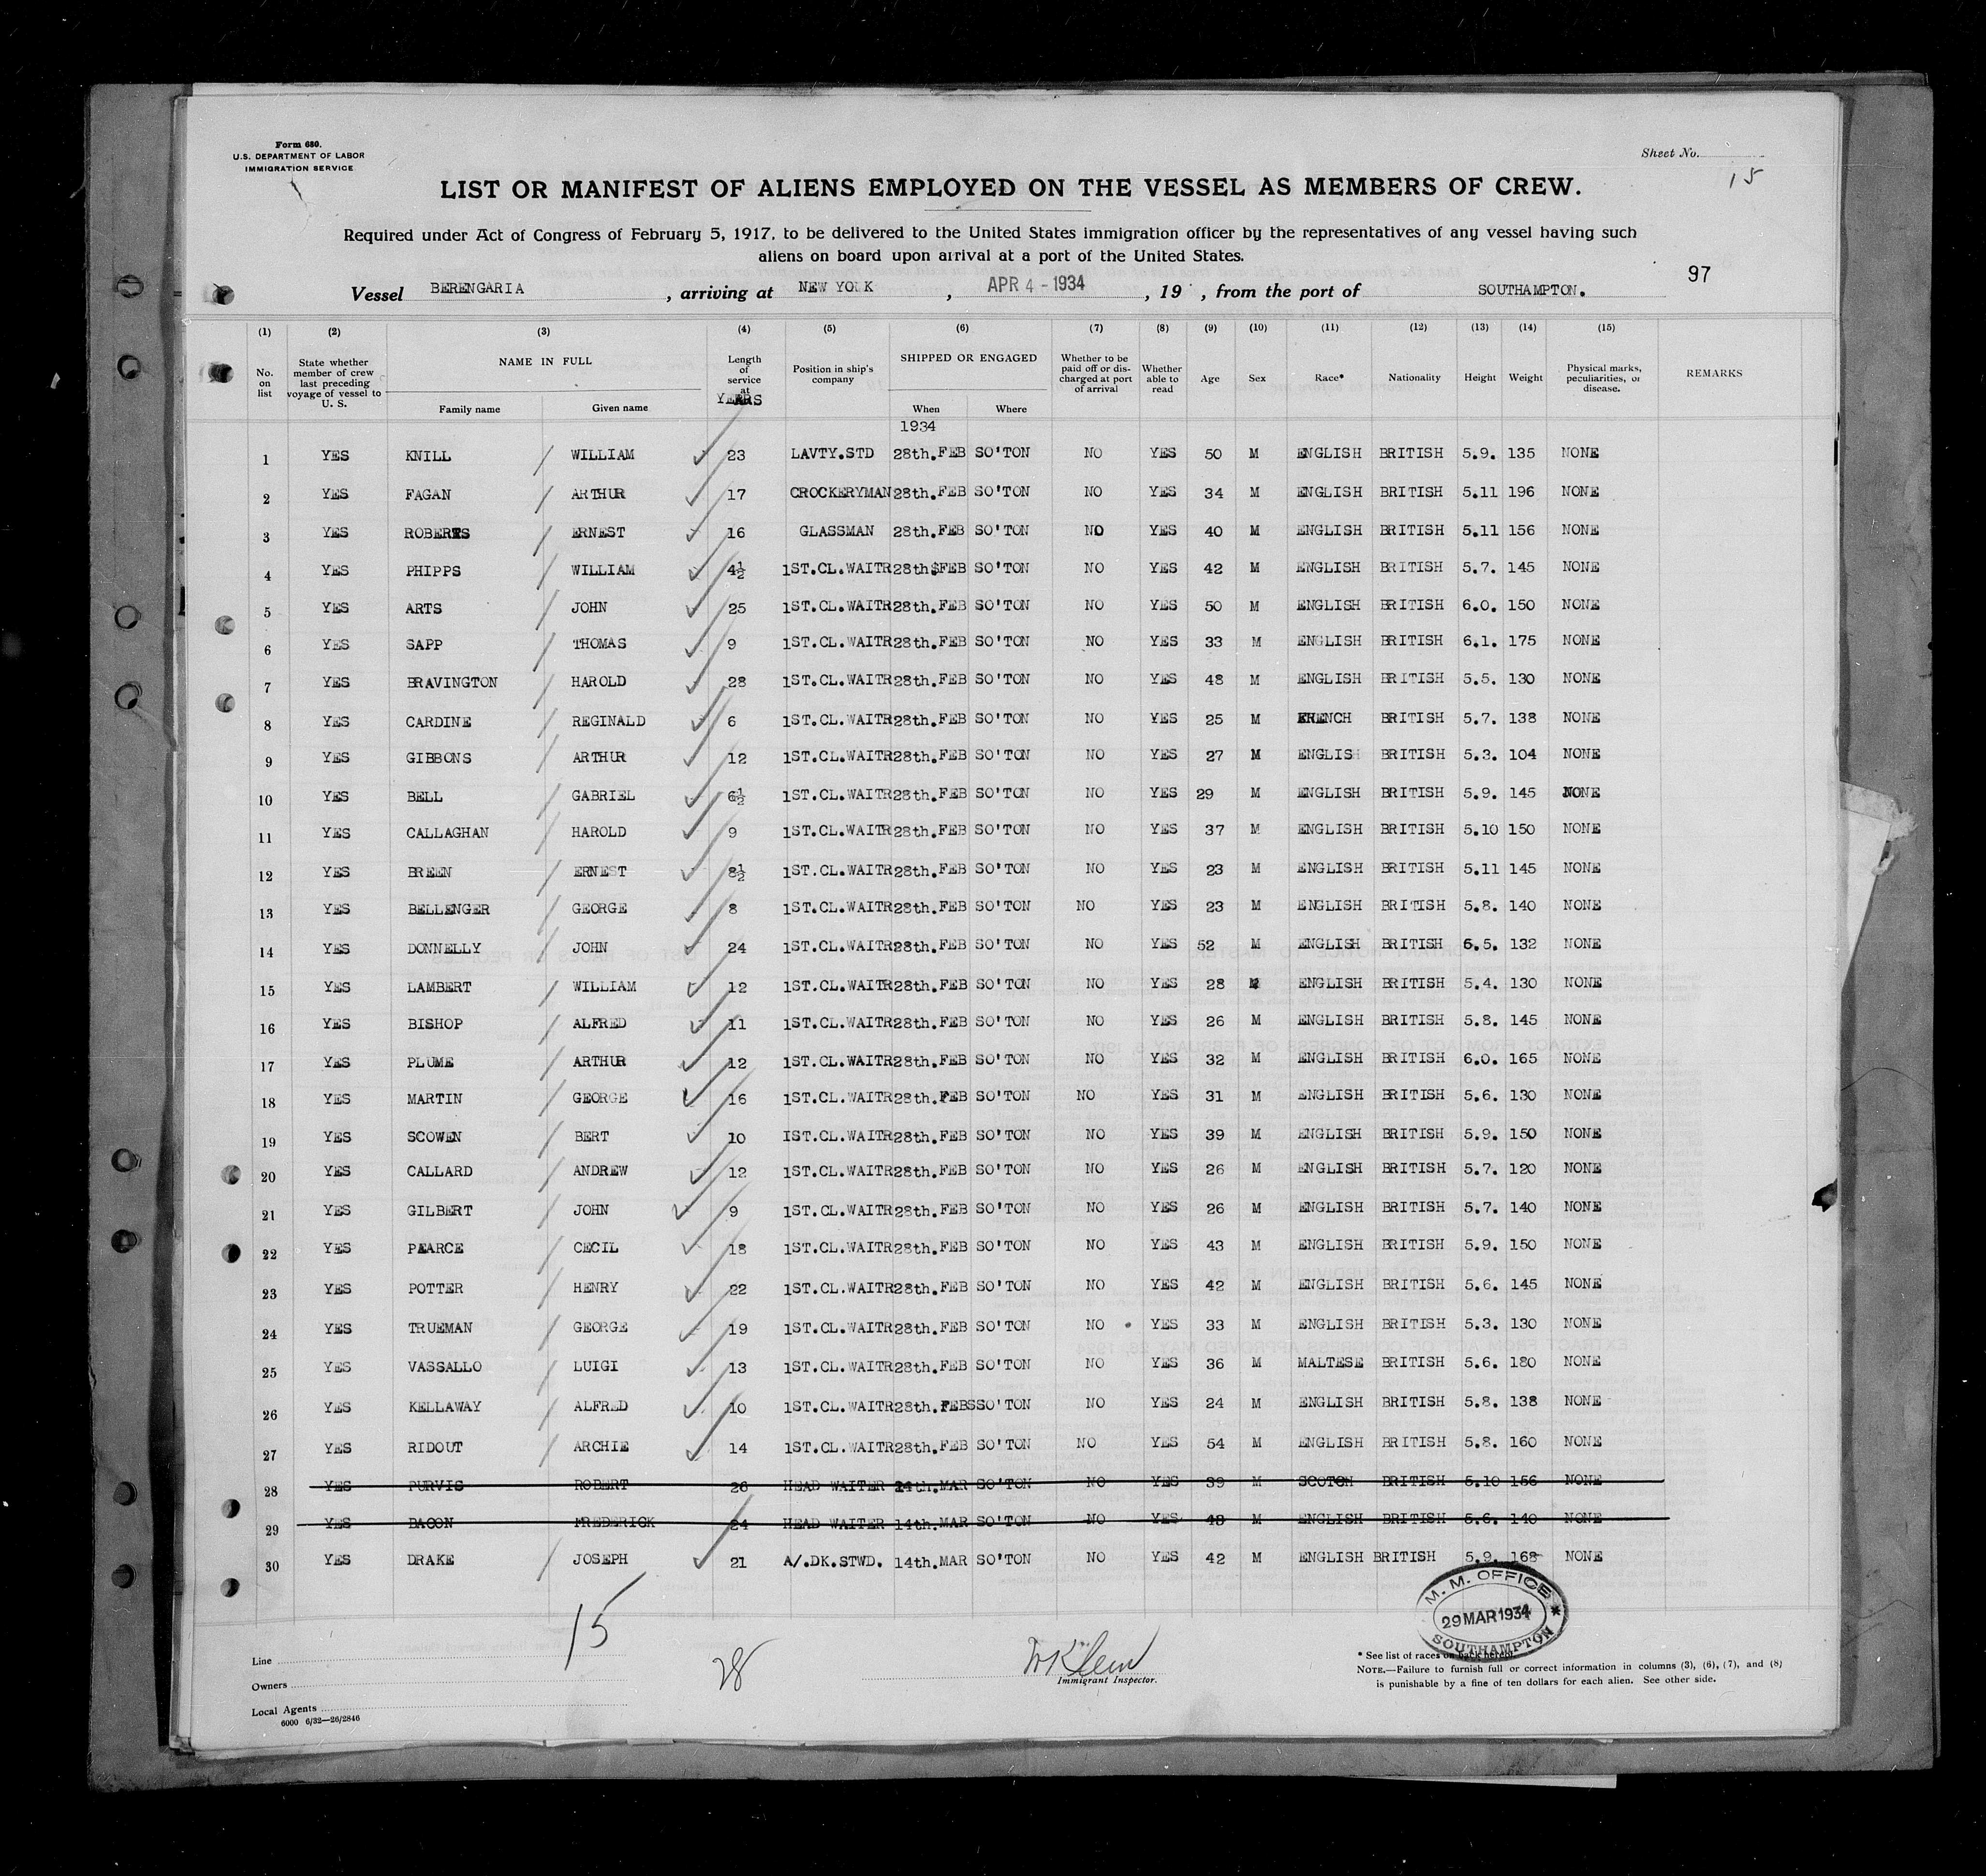 Form 680.
U.S. DEPARTMENT OF LABOR
IMMIGRATION SERVICE
Sheet No.
15
LIST OR MANIFEST OF ALIENS EMPLOYED ON THE VESSEL AS MEMBERS OF CREW.
Required under Act of Congress of February 5, 1917, to be delivered to the United States immigration officer by the representatives of any vessel having such
aliens on board upon arrival at a port of the United States.
97
Vessel BERENGARIA, arriving at NEW YORK, APR 4 - 1934, 19 , from the port of SOUTHAMPTON.
(1) (2) (3) (4) (5) (6) (7) (8) (9) (10) (11) (12) (13) (14) (15)
No. on list State whether member of crew last preceding voyage of vessel to U. S. NAME IN FULL Family name Given name Length of service at YEARS Position in ship's company SHIPPED OR ENGAGED When Where Whether to be paid off or discharged at port of arrival Whether able to read Age Sex Race* Nationality Height Weight Physical marks, peculiarities, or disease. REMARKS
1934
1 YES KNILL WILLIAM 23 LAVTY.STD 28th.FEB SO'TON NO YES 50 M ENGLISH BRITISH 5.9. 135 NONE
2 YES FAGAN ARTHUR 17 CROCKERYMAN 28th.FEB SO'TON NO YES 34 M ENGLISH BRITISH 5.11 196 NONE
3 YES ROBERTS ERNEST 16 GLASSMAN 28th.FEB SO'TON NO YES 40 M ENGLISH BRITISH 5.11 156 NONE
4 YES PHIPPS WILLIAM 4½ 1ST.CL.WAITR 28th.FEB SO'TON NO YES 42 M ENGLISH BRITISH 5.7. 145 NONE
5 YES ARTS JOHN 25 1ST.CL.WAITR 28th.FEB SO'TON NO YES 50 M ENGLISH BRITISH 6.0. 150 NONE
6 YES SAPP THOMAS 9 1ST.CL.WAITR 28th.FEB SO'TON NO YES 33 M ENGLISH BRITISH 6.1. 175 NONE
7 YES BRAVINGTON HAROLD 28 1ST.CL.WAITR 28th.FEB SO'TON NO YES 48 M ENGLISH BRITISH 5.5. 130 NONE
8 YES CARDINE REGINALD 6 1ST.CL.WAITR 28th.FEB SO'TON NO YES 25 M FRENCH BRITISH 5.7. 138 NONE
9 YES GIBBONS ARTHUR 12 1ST.CL.WAITR 28th.FEB SO'TON NO YES 27 M ENGLISH BRITISH 5.3. 104 NONE
10 YES BELL GABRIEL 6½ 1ST.CL.WAITR 28th.FEB SO'TON NO YES 29 M ENGLISH BRITISH 5.9. 145 NONE
11 YES CALLAGHAN HAROLD 9 1ST.CL.WAITR 28th.FEB SO'TON NO YES 37 M ENGLISH BRITISH 5.10 150 NONE
12 YES BREEN ERNEST 8½ 1ST.CL.WAITR 28th.FEB SO'TON NO YES 23 M ENGLISH BRITISH 5.11 145 NONE
13 YES BELLENGER GEORGE 8 1ST.CL.WAITR 28th.FEB SO'TON NO YES 23 M ENGLISH BRITISH 5.8. 140 NONE
14 YES DONNELLY JOHN 24 1ST.CL.WAITR 28th.FEB SO'TON NO YES 52 M ENGLISH BRITISH 5.5. 132 NONE
15 YES LAMBERT WILLIAM 12 1ST.CL.WAITR 28th.FEB SO'TON NO YES 28 M ENGLISH BRITISH 5.4. 130 NONE
16 YES BISHOP ALFRED 11 1ST.CL.WAITR 28th.FEB SO'TON NO YES 26 M ENGLISH BRITISH 5.8. 145 NONE
17 YES PLUME ARTHUR 12 1ST.CL.WAITR 28th.FEB SO'TON NO YES 32 M ENGLISH BRITISH 6.0. 165 NONE
18 YES MARTIN GEORGE 16 1ST.CL.WAITR 28th.FEB SO'TON NO YES 31 M ENGLISH BRITISH 5.6. 130 NONE
19 YES SCOWEN BERT 10 IST.CL.WAITR 28th.FEB SO'TON NO YES 39 M ENGLISH BRITISH 5.9. 150 NONE
20 YES CALLARD ANDREW 12 1ST.CL.WAITR 28th.FEB SO'TON NO YES 26 M ENGLISH BRITISH 5.7. 120 NONE
21 YES GILBERT JOHN 9 1ST.CL.WAITR 28th.FEB SO'TON NO YES 26 M ENGLISH BRITISH 5.7. 140 NONE
22 YES PEARCE CECIL 18 1ST.CL.WAITR 28th.FEB SO'TON NO YES 43 M ENGLISH BRITISH 5.9. 150 NONE
23 YES POTTER HENRY 22 1ST.CL.WAITR 28th.FEB SO'TON NO YES 42 M ENGLISH BRITISH 5.6. 145 NONE
24 YES TRUEMAN GEORGE 19 1ST.CL.WAITR 28th.FEB SO'TON NO YES 33 M ENGLISH BRITISH 5.3. 130 NONE
25 YES VASSALLO LUIGI 13 1ST.CL.WAITR 28th.FEB SO'TON NO YES 36 M MALTESE BRITISH 5.6. 180 NONE
26 YES KELLAWAY ALFRED 10 1ST.CL.WAITR 28th.FEBSSO'TON NO YES 24 M ENGLISH BRITISH 5.8. 138 NONE
27 YES RIDOUT ARCHIE 14 1ST.CL.WAITR 28th.FEB SO'TON NO YES 54 M ENGLISH BRITISH 5.8. 160 NONE
28 YES PURVIS ROBERT 26 HEAD WAITER 14th.MAR SO'TON NO YES 39 M SCOTCH BRITISH 5.10 156 NONE
29 YES BACON FREDERICK 24 HEAD WAITER 14th.MAR SO'TON NO YES 48 M ENGLISH BRITISH 5.6. 140 NONE
30 YES DRAKE JOSEPH 21 A/.DK.STWD. 14th.MAR SO'TON NO YES 42 M ENGLISH BRITISH 5.9. 168 NONE
M. M. OFFICE
29 MAR 1934
SOUTHAMPTON
15
28
Line
Owners
Local Agents
6000 6/32—26/2846
Immigrant Inspector.
* See list of races on back hereof.
NOTE.—Failure to furnish full or correct information in columns (3), (6), (7), and (8)
is punishable by a fine of ten dollars for each alien. See other side.